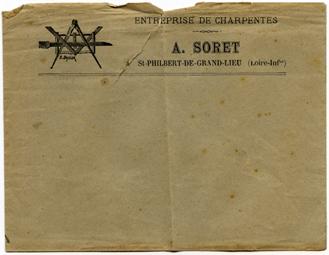 ENTREPRISE DE CHARPENTES
A. SORET
A St-PHILBERT-DE-GRAND-LIEU (Loire-Infre)